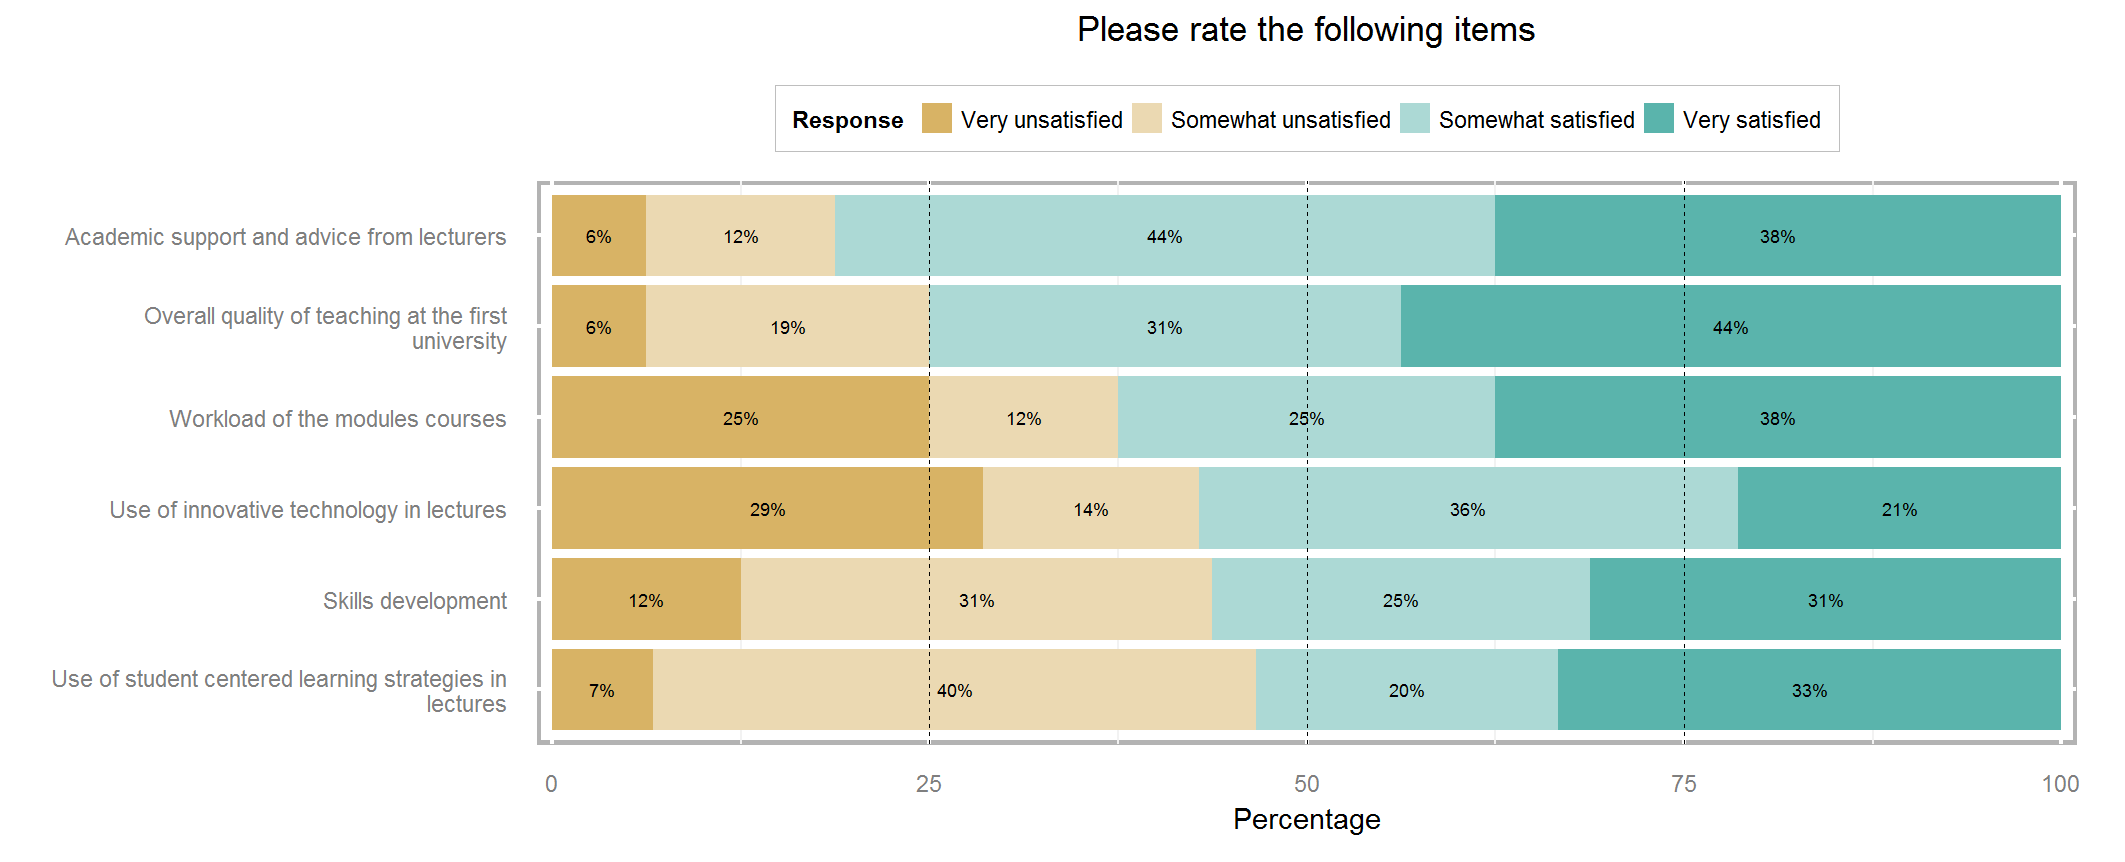 Please rate the following items
Response Very unsatisfied Somewhat unsatisfied Somewhat satisfied Very satisfied
Academic support and advice from lecturers 6% 12% 44% 38%
Overall quality of teaching at the first
university
6% 19% 31% 44%
Workload of the modules courses 25% 12% 25% 38%
Use of innovative technology in lectures 29% 14% 36% 21%
Skills development 12% 31% 25% 31%
Use of student centered learning strategies in
lectures
7% 40% 20% 33%
0 25 50 75 100
Percentage